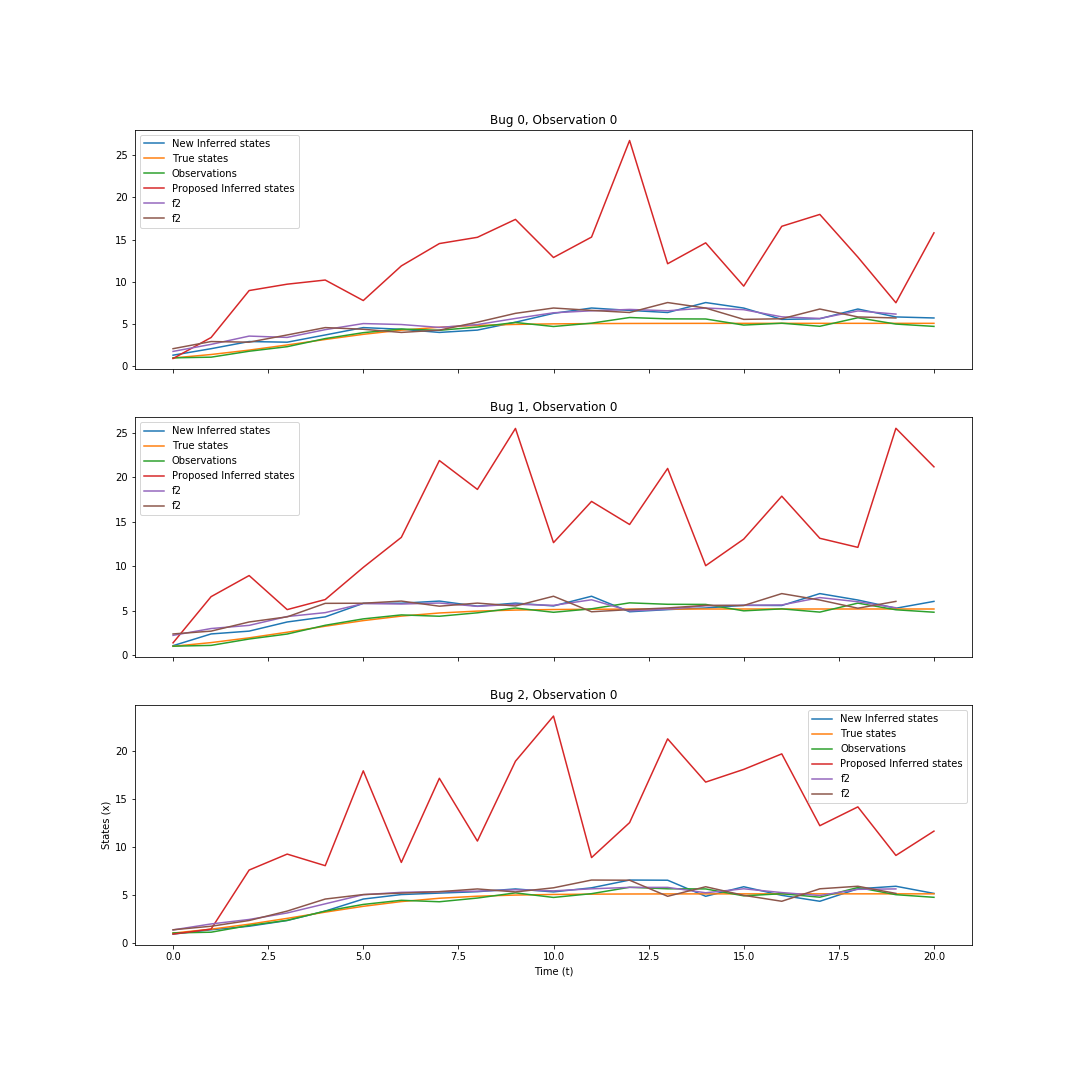 Bug 0, Observation 0
New Inferred states
True states
Observations
Proposed Inferred states
f2
f2
25
20
15
10
5
0
Bug 1, Observation 0
New Inferred states
True states
Observations
Proposed Inferred states
f2
f2
25
20
15
10
5
0
Bug 2, Observation 0
New Inferred states
True states
Observations
Proposed Inferred states
f2
f2
20
15
10
5
0
States (x)
0.0 2.5 5.0 7.5 10.0 12.5 15.0 17.5 20.0
Time (t)